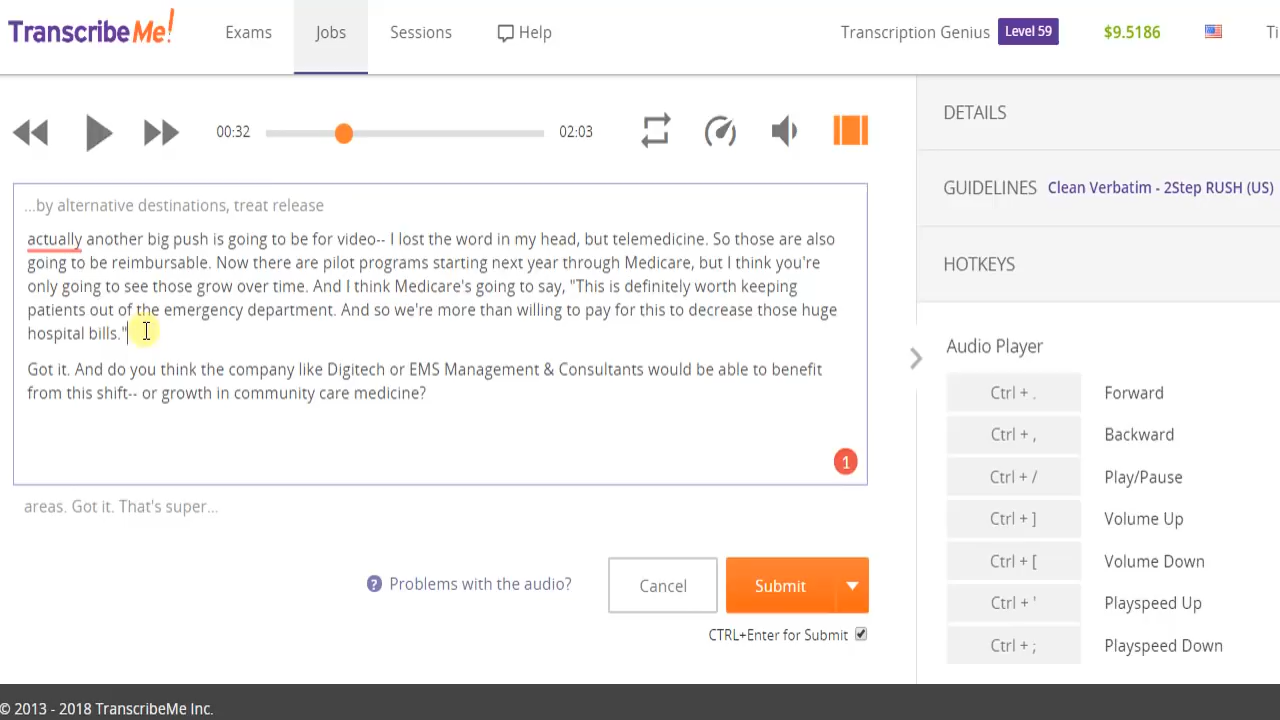 TranscribeMe!
Exams
Jobs
Sessions
Help
Transcription Genius
Level 59
$9.5186
00:32
02:03
...by alternative destinations, treat release
actually another big push is going to be for video-- I lost the word in my head, but telemedicine. So those are also
going to be reimbursable. Now there are pilot programs starting next year through Medicare, but I think you're
only going to see those grow over time. And I think Medicare's going to say, "This is definitely worth keeping
patients out of the emergency department. And so we're more than willing to pay for this to decrease those huge
hospital bills."
Got it. And do you think the company like Digitech or EMS Management & Consultants would be able to benefit
from this shift-- or growth in community care medicine?
1
areas. Got it. That's super...
? Problems with the audio?
Cancel
Submit
CTRL+Enter for Submit
DETAILS
GUIDELINES Clean Verbatim - 2Step RUSH (US)
HOTKEYS
Audio Player
Ctrl + . Forward
Ctrl + , Backward
Ctrl + / Play/Pause
Ctrl + ] Volume Up
Ctrl + [ Volume Down
Ctrl + ' Playspeed Up
Ctrl + ; Playspeed Down
© 2013 - 2018 TranscribeMe Inc.